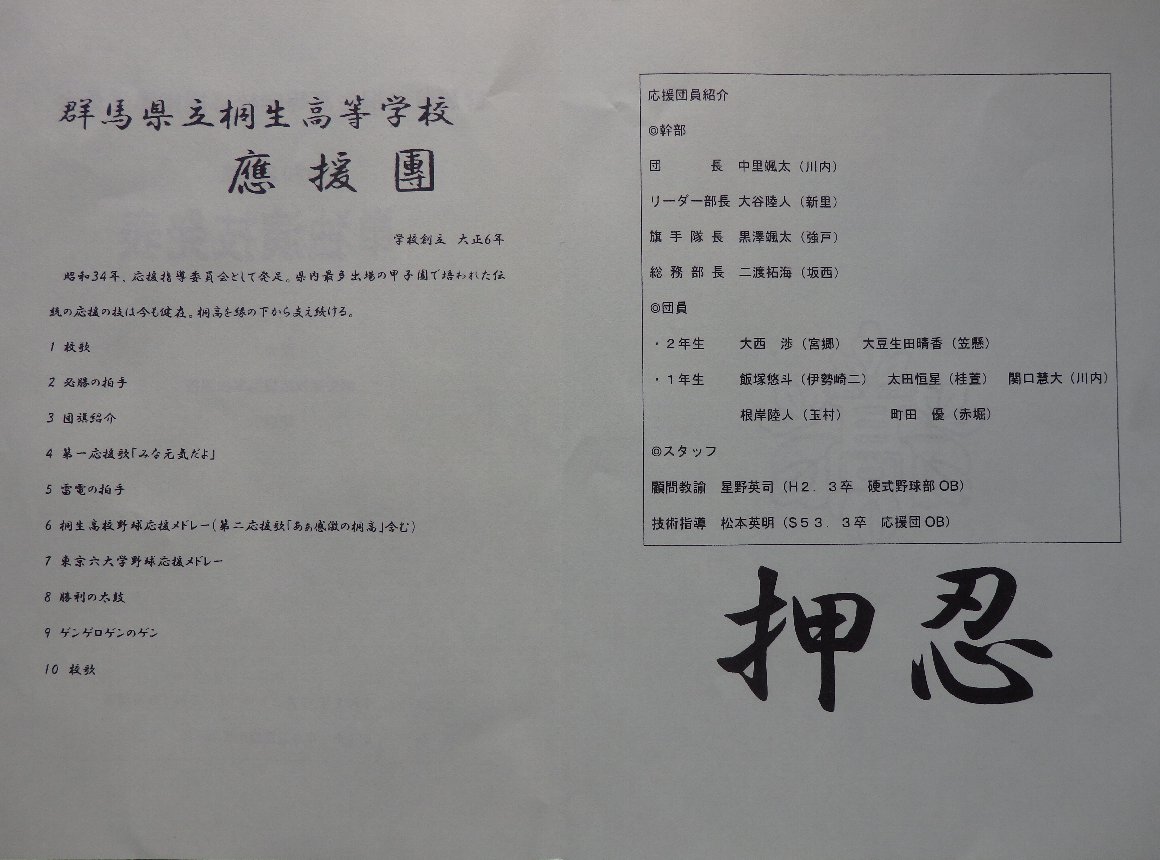 群馬県立桐生高等学校
應援團
学校創立 大正6年
昭和34年、応援指導委員会として発足。県内最多出場の甲子園で培われた伝
統の応援の技は今も健在。桐高を縁の下から支え続ける。
1 校歌
2 必勝の拍手
3 団旗紹介
4 第一応援歌「みな元気だよ」
5 雷電の拍手
6 桐生高校野球応援メドレー(第二応援歌「あぁ感激の桐高」含む)
7 東京六大学野球応援メドレー
8 勝利の太鼓
9 ゲンゲロゲンのゲン
10 校歌
応援団員紹介
◎幹部
団 長 中里颯太(川内)
リーダー部長 大谷陸人(新里)
旗手隊長 黒澤颯太(強戸)
総務部長 二渡拓海(坂西)
◎団員
・2年生 大西 渉(宮郷) 大豆生田晴香(笠懸)
・1年生 飯塚悠斗(伊勢崎二) 太田恒星(桂萱) 関口慧大(川内)
根岸陸人(玉村) 町田 優(赤堀)
◎スタッフ
顧問教諭 星野英司(H2.3卒 硬式野球部OB)
技術指導 松本英明(S53.3卒 応援団OB)
押忍